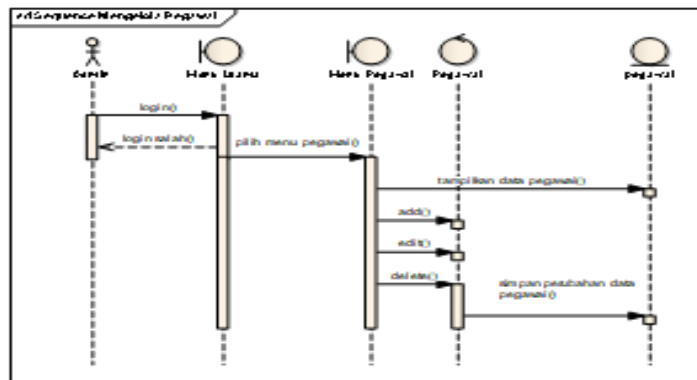 sd Sequence Mengelola Pegawai
Menu Utama
Menu Pegawai
Pegawai
pegawai
login()
login salah()
pilih menu pegawai()
tampilkan data pegawai()
add()
edit()
delete()
simpan perubahan data
pegawai()